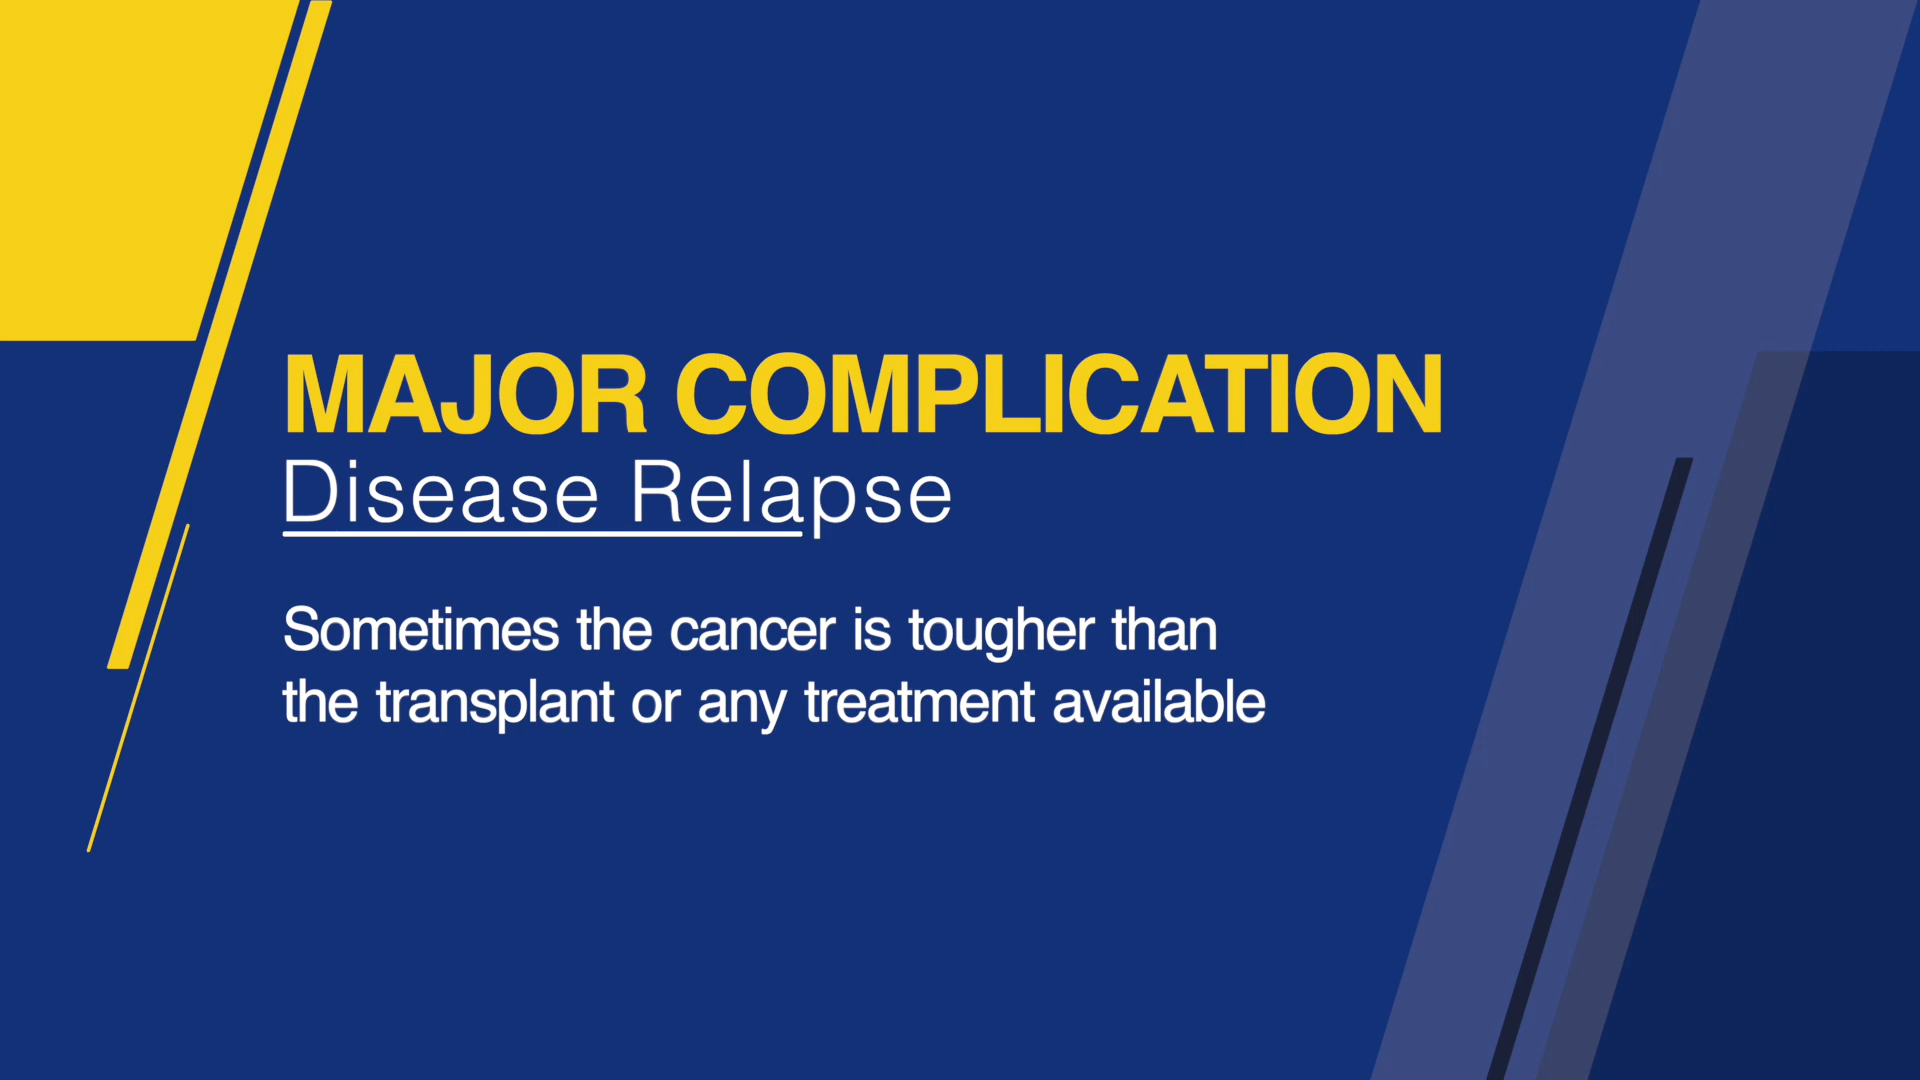 MAJOR COMPLICATION
Disease Relapse
Sometimes the cancer is tougher than
the transplant or any treatment available